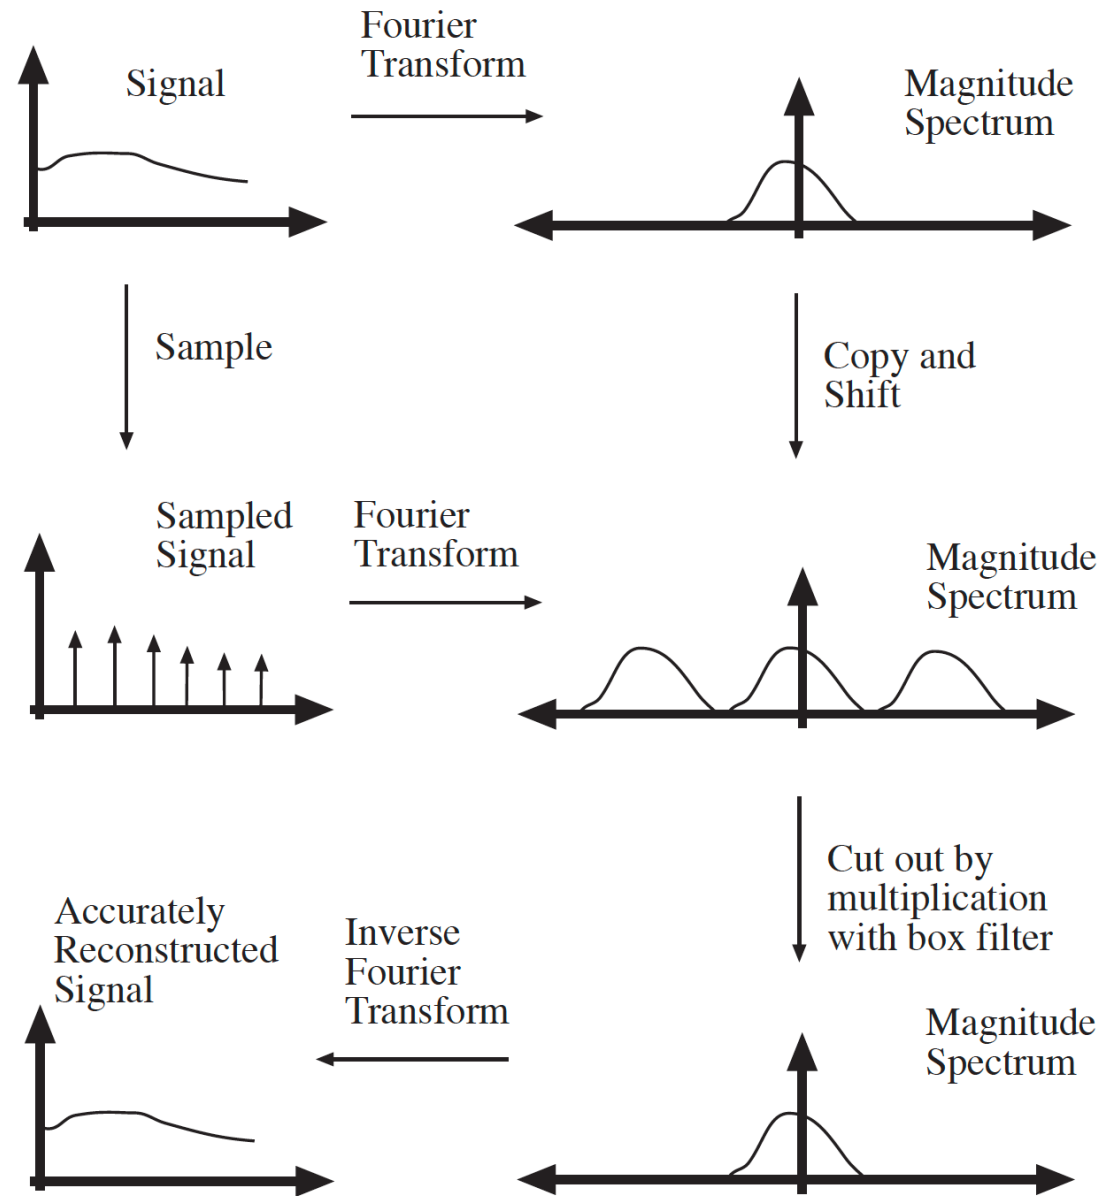 Signal
Fourier
Transform
Magnitude
Spectrum
Sample
Copy and
Shift
Sampled
Signal
Fourier
Transform
Magnitude
Spectrum
Cut out by
multiplication
with box filter
Accurately
Reconstructed
Signal
Inverse
Fourier
Transform
Magnitude
Spectrum